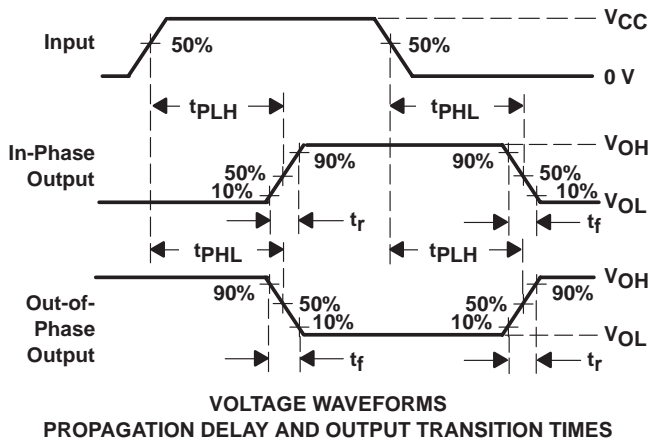 VCC
Input
50%
50%
0 V
tPLH
tPHL
In-Phase
Output
VOH
90%
90%
50%
50%
10%
10%
VOL
tr
tf
tPHL
tPLH
Out-of-
Phase
Output
VOH
90%
90%
50%
50%
10%
10%
VOL
tf
tr
VOLTAGE WAVEFORMS
PROPAGATION DELAY AND OUTPUT TRANSITION TIMES